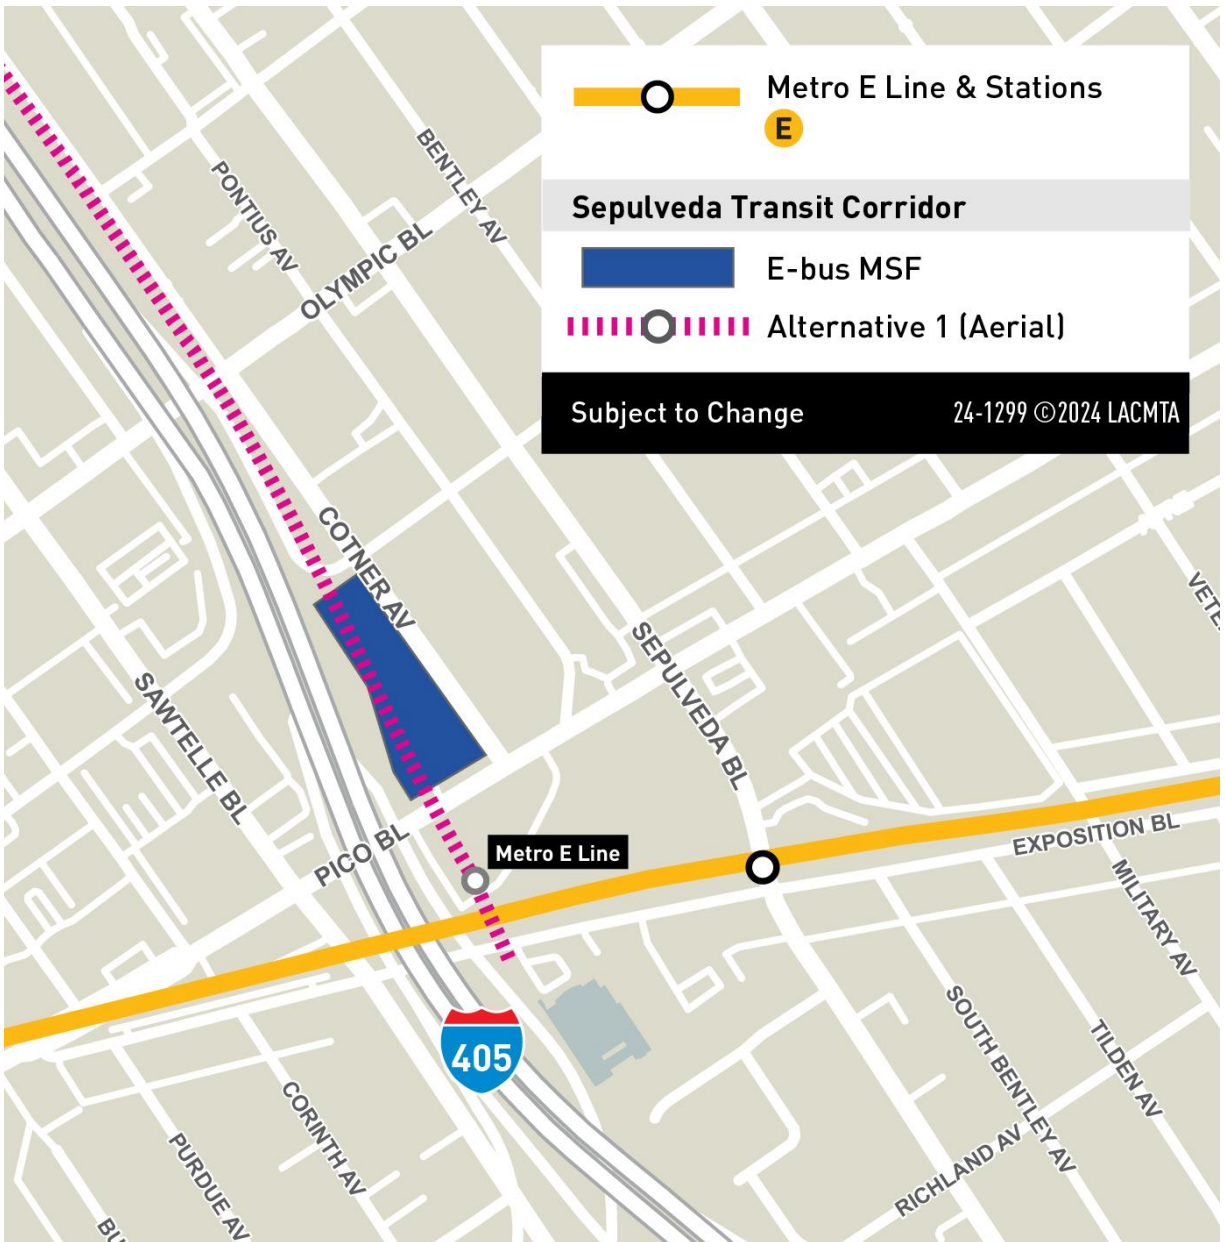 Metro E Line & Stations
E
Sepulveda Transit Corridor
E-bus MSF
Alternative 1 (Aerial)
Subject to Change
24-1299 ©2024 LACMTA
BENTLEY AV
PONTIUS AV
OLYMPIC BL
COTNER AV
SEPULVEDA BL
SAWTELLE BL
PICO BL
Metro E Line
EXPOSITION BL
MILITARY AV
405
SOUTH BENTLEY AV
TILDEN AV
CORINTH AV
PURDUE AV
RICHLAND AV
VETE
BU